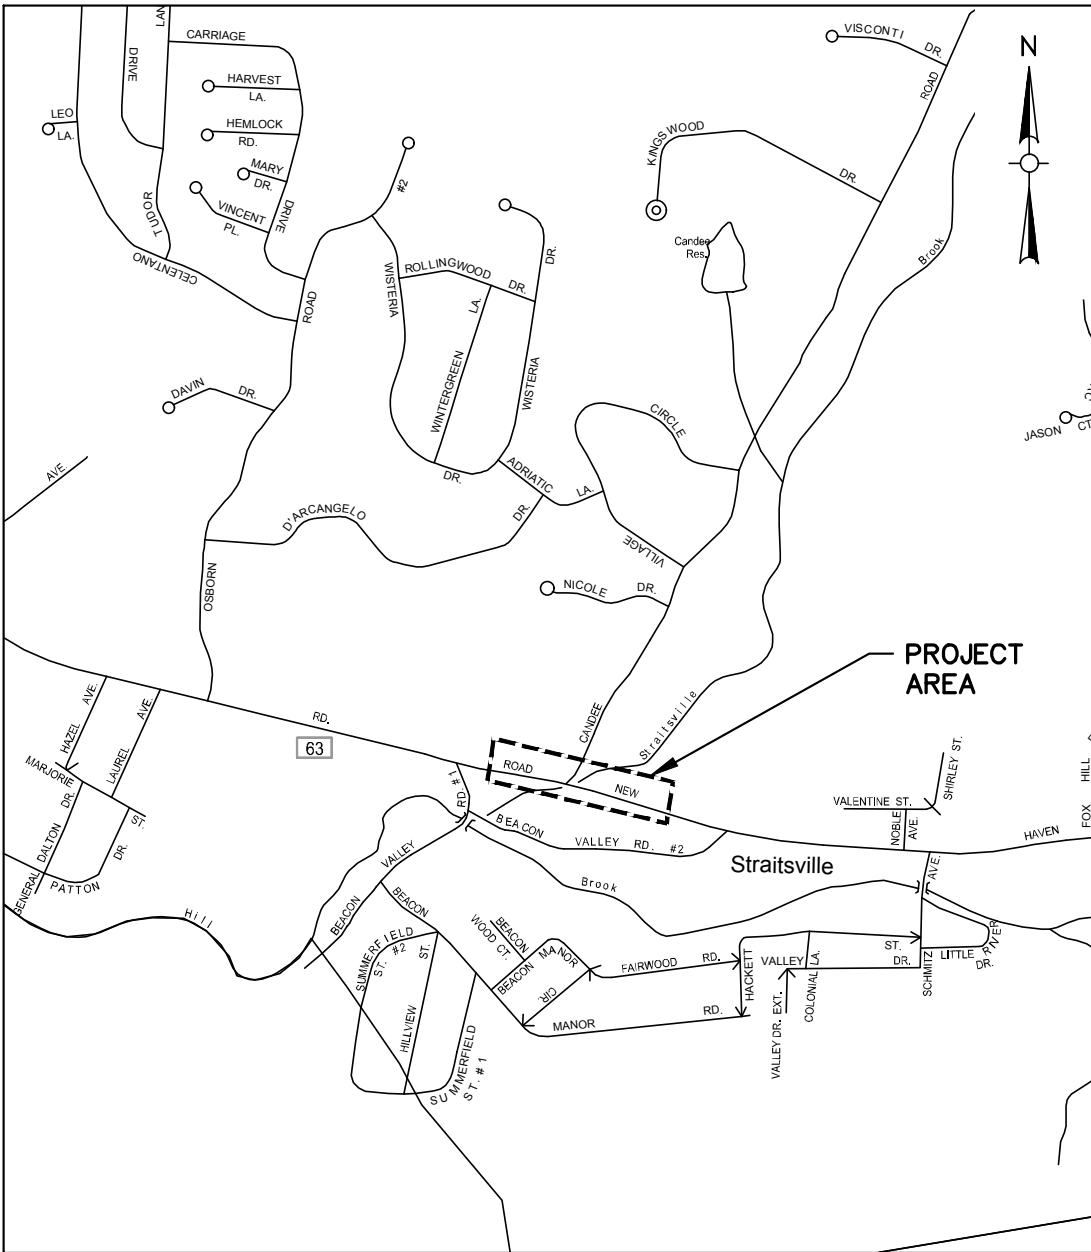 LAN
CARRIAGE
DRIVE
HARVEST
LA.
LEO
LA.
HEMLOCK
RD.
MARY
DR.
VINCENT
PL.
DRIVE
TUDOR
CELENTANO
#2
ROAD
VISCONTI
DR.
ROAD
N
KINGSWOOD
DR.
Candee
Res.
Brook
WISTERIA
ROLLINGWOOD
DR.
LA.
DR.
WINTERGREEN
WISTERIA
DR.
DAVIN
DR.
CIRCLE
JASON
CT
AVE.
ADRIATIC
LA.
D'ARCANGELO
DR.
VILLAGE
OSBORN
NICOLE
DR.
PROJECT
AREA
CANDEE
Straitsville
HAZEL
AVE.
LAUREL
AVE.
RD.
63
ROAD
NEW
RD. #1
MARJORIE
ST.
DALTON
DR.
DR.
GENERAL
PATTON
BEACON
VALLEY RD. #2
VALENTINE ST.
SHIRLEY ST.
NOBLE
AVE.
HAVEN
FOX HILL
Straitsville
VALLEY
BEACON
Brook
AVE.
Hill
BEACON
BEACON
WOOD CT.
BEACON MANOR
CIR.
SUMMERFIELD
ST. #2
ST.
HILLVIEW
SUMMERFIELD
ST. #1
FAIRWOOD
RD.
HACKETT
VALLEY
ST.
DR.
LA.
COLONIAL
VALLEY DR. EXT.
SCHMITZ
LITTLE
RIVER
DR.
MANOR
RD.